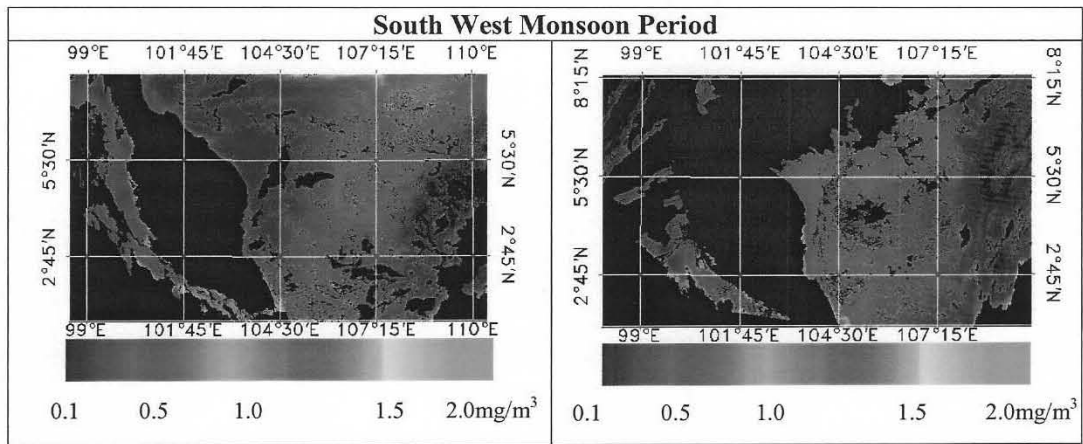 South West Monsoon Period
99°E 101°45'E 104°30'E 107°15'E 110°E
5°30'N 5°30'N
2°45'N 2°45'N
99°E 101°45'E 104°30'E 107°15'E 110°E
0.1 0.5 1.0 1.5 2.0mg/m³
99°E 101°45'E 104°30'E 107°15'E
8°15'N 8°15'N
5°30'N 5°30'N
2°45'N 2°45'N
99°E 101°45'E 104°30'E 107°15'E
0.1 0.5 1.0 1.5 2.0mg/m³